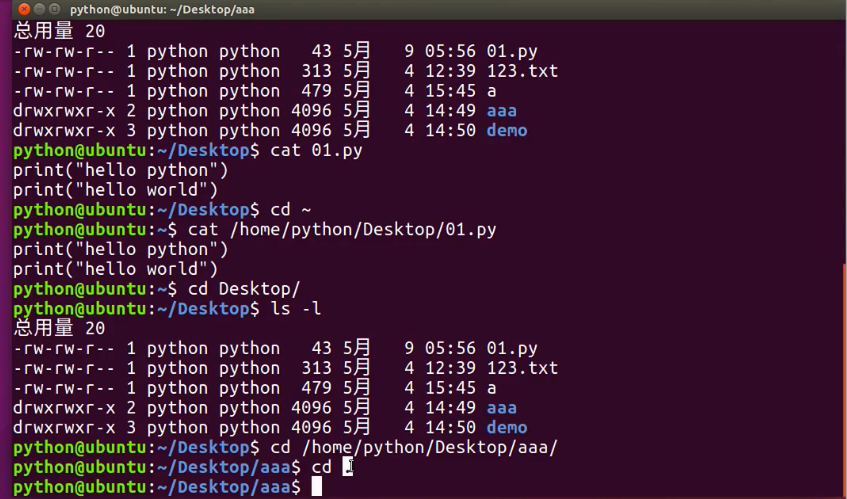 python@ubuntu: ~/Desktop/aaa
总用量 20
-rw-rw-r-- 1 python python   43 5月   9 05:56 01.py
-rw-rw-r-- 1 python python  313 5月   4 12:39 123.txt
-rw-rw-r-- 1 python python  479 5月   4 15:45 a
drwxrwxr-x 2 python python 4096 5月   4 14:49 aaa
drwxrwxr-x 3 python python 4096 5月   4 14:50 demo
python@ubuntu:~/Desktop$ cat 01.py
print("hello python")
print("hello world")
python@ubuntu:~/Desktop$ cd ~
python@ubuntu:~$ cat /home/python/Desktop/01.py
print("hello python")
print("hello world")
python@ubuntu:~$ cd Desktop/
python@ubuntu:~/Desktop$ ls -l
总用量 20
-rw-rw-r-- 1 python python   43 5月   9 05:56 01.py
-rw-rw-r-- 1 python python  313 5月   4 12:39 123.txt
-rw-rw-r-- 1 python python  479 5月   4 15:45 a
drwxrwxr-x 2 python python 4096 5月   4 14:49 aaa
drwxrwxr-x 3 python python 4096 5月   4 14:50 demo
python@ubuntu:~/Desktop$ cd /home/python/Desktop/aaa/
python@ubuntu:~/Desktop/aaa$ cd
python@ubuntu:~/Desktop/aaa$